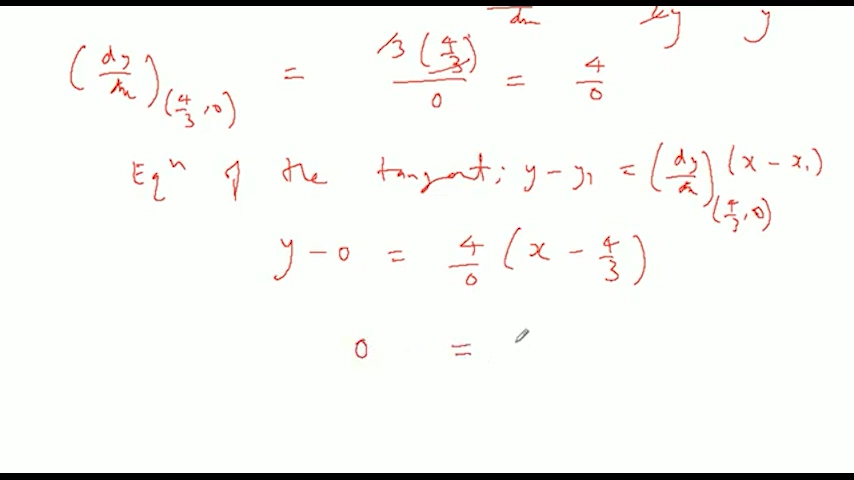 dx y
(dy/dx)(4/3, 0) = 3(4/3)/0 = 4/0
Eqn of the tangent; y - y1 = (dy/dx)(4/3, 0) (x - x1)
y - 0 = 4/0 (x - 4/3)
0 =